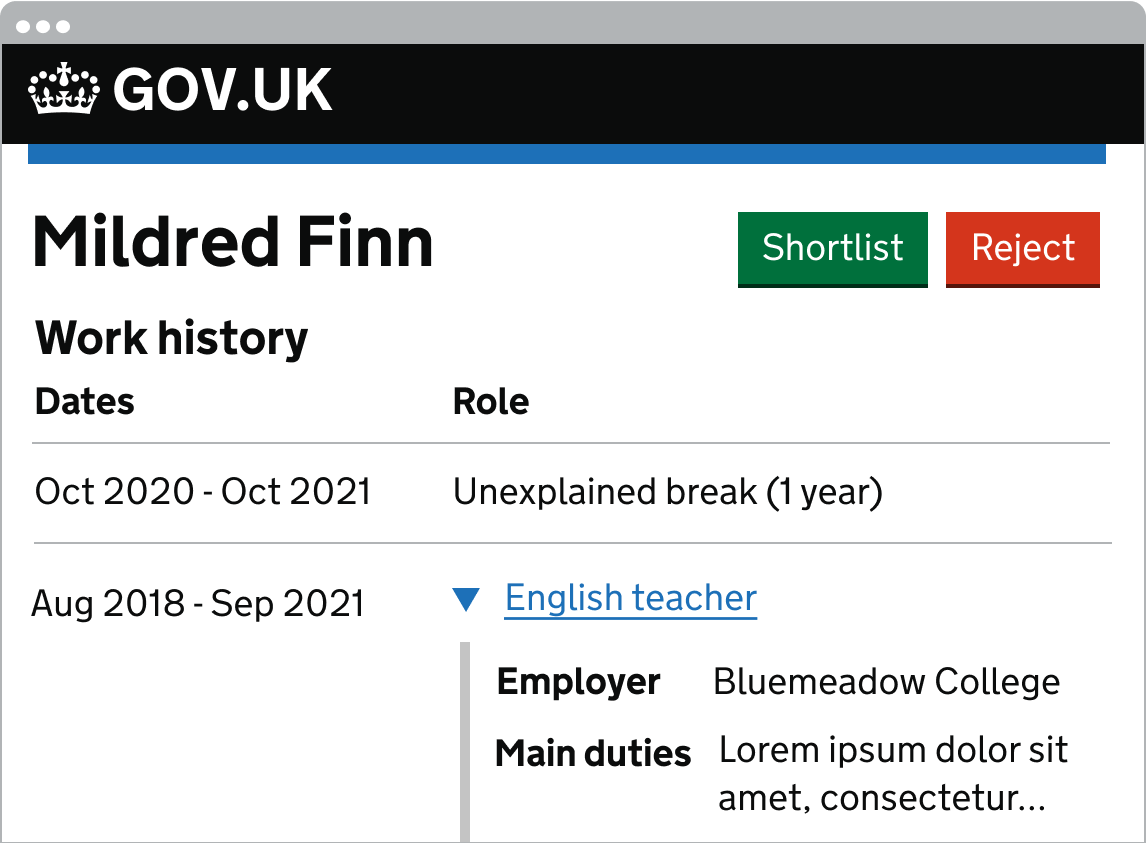 GOV.UK
Mildred Finn
Shortlist
Reject
Work history
Dates Role
Oct 2020 - Oct 2021 Unexplained break (1 year)
Aug 2018 - Sep 2021 English teacher
Employer Bluemeadow College
Main duties Lorem ipsum dolor sit
amet, consectetur...